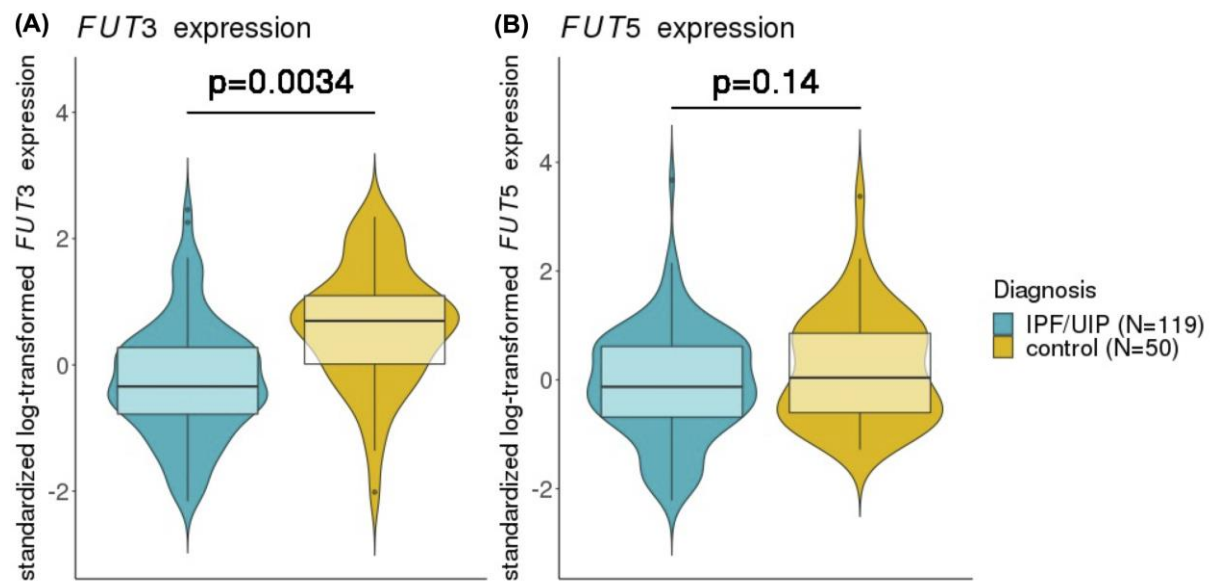 (A) FUT3 expression
standardized log-transformed FUT3 expression
p=0.0034
4
2
0
-2
(B) FUT5 expression
standardized log-transformed FUT5 expression
p=0.14
4
2
0
-2
Diagnosis
IPF/UIP (N=119)
control (N=50)